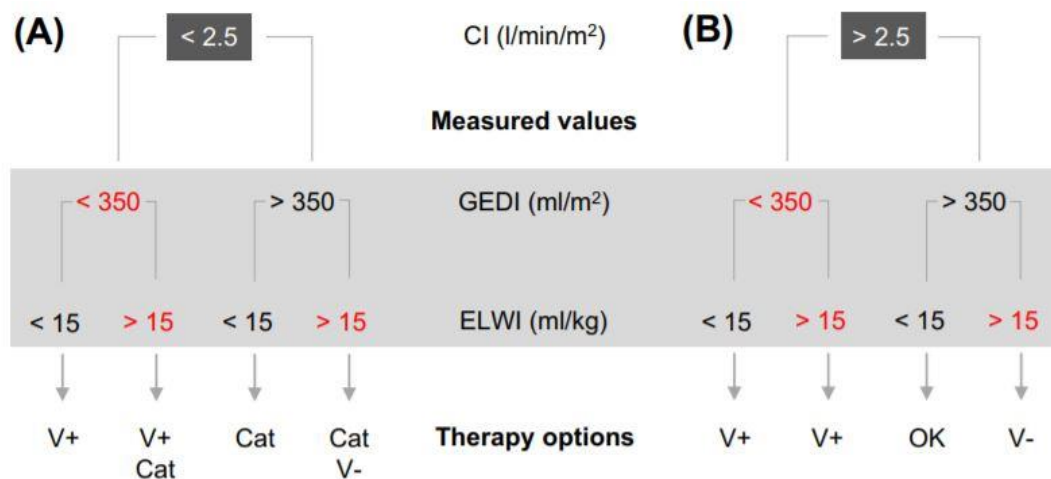 (A) < 2.5 CI (l/min/m²) (B) > 2.5
Measured values
< 350 > 350 GEDI (ml/m²) < 350 > 350
< 15 > 15 < 15 > 15 ELWI (ml/kg) < 15 > 15 < 15 > 15
V+ V+ Cat Cat Therapy options V+ V+ OK V-
Cat V-